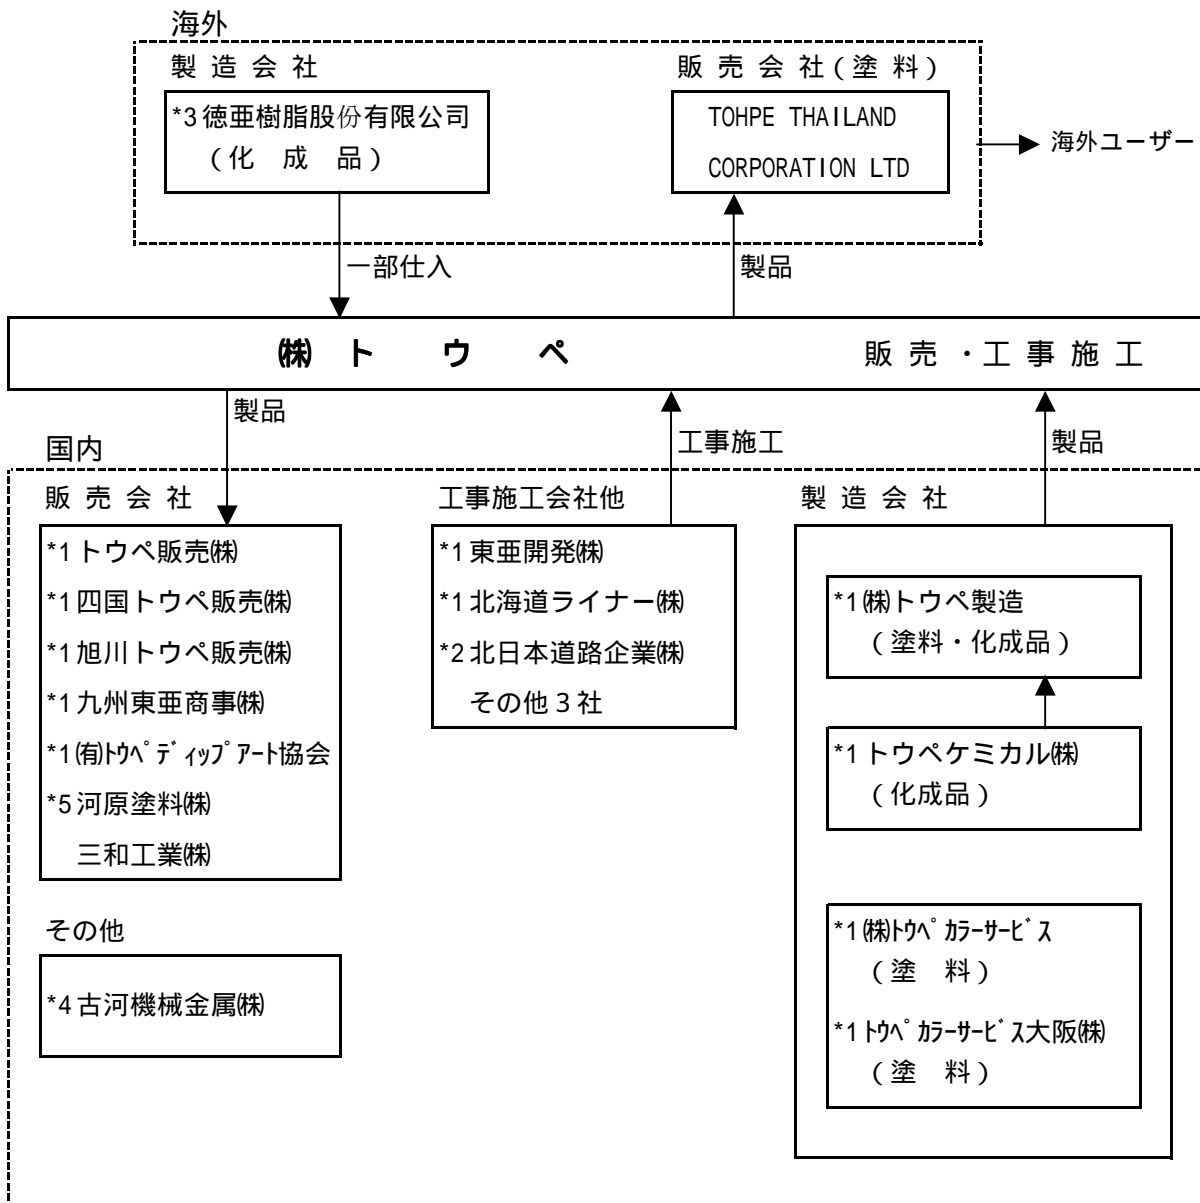 海外
製 造 会 社
*3 徳亜樹脂股份有限公司
(化 成 品)
販 売 会 社(塗 料)
TOHPE THAILAND
CORPORATION LTD
海外ユーザー
一部仕入
製品
㈱ ト ウ ペ 販 売 ・工 事 施 工
製品
工事施工
製品
国内
販 売 会 社
*1 トウペ販売㈱
*1 四国トウペ販売㈱
*1 旭川トウペ販売㈱
*1 九州東亜商事㈱
*1 ㈲ﾄｳﾍﾟﾃﾞｨｯﾌﾟｱｰﾄ協会
*5 河原塗料㈱
三和工業㈱
その他
*4 古河機械金属㈱
工事施工会社他
*1 東亜開発㈱
*1 北海道ライナー㈱
*2 北日本道路企業㈱
その他3社
製 造 会 社
*1 ㈱トウペ製造
(塗料・化成品)
*1 トウペケミカル㈱
(化成品)
*1 ㈱ﾄｳﾍﾟｶﾗｰｻｰﾋﾞｽ
(塗 料)
*1 ﾄｳﾍﾟｶﾗｰｻｰﾋﾞｽ大阪㈱
(塗 料)